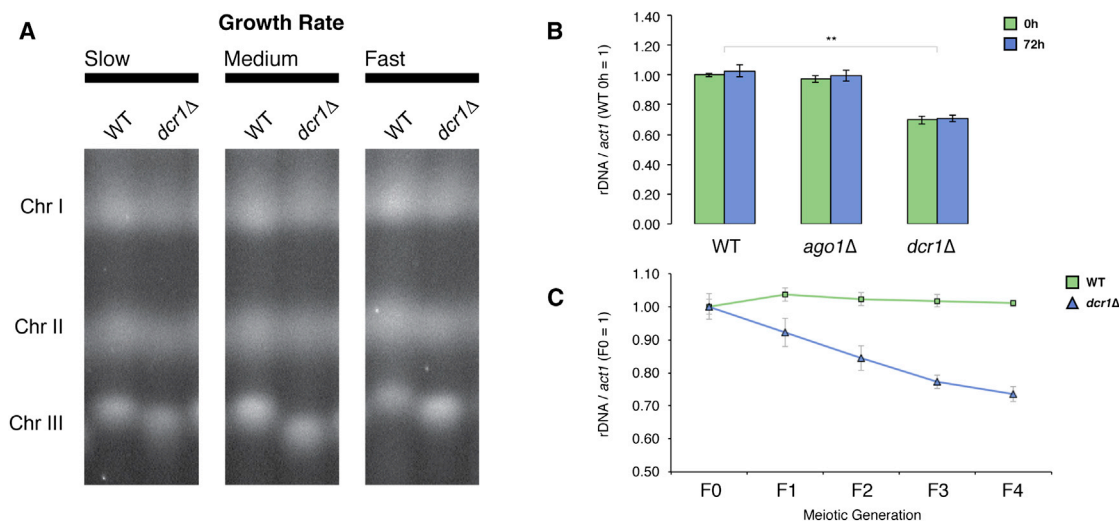 A
Growth Rate
Slow
Medium
Fast
WT
dcr1Δ
WT
dcr1Δ
WT
dcr1Δ
Chr I
Chr II
Chr III
B
rDNA / act1 (WT 0h = 1)
1.40
1.20
1.00
0.80
0.60
0.40
0.20
0.00
**
0h
72h
WT
ago1Δ
dcr1Δ
C
rDNA / act1 (F0 = 1)
1.10
1.00
0.90
0.80
0.70
0.60
0.50
WT
dcr1Δ
F0
F1
F2
F3
F4
Meiotic Generation